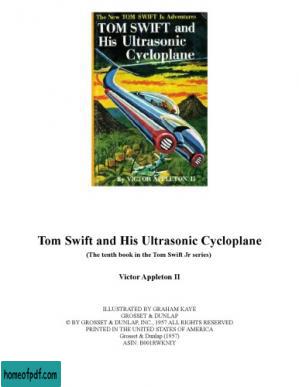 The New TOM SWIFT Jr. Adventures
TOM SWIFT and
His Ultrasonic
Cycloplane
By VICTOR APPLETON II
Tom Swift and His Ultrasonic Cycloplane
(The tenth book in the Tom Swift Jr series)
Victor Appleton II
ILLUSTRATED BY GRAHAM KAYE
GROSSET & DUNLAP
© BY GROSSET & DUNLAP, INC., 1957 ALL RIGHTS RESERVED
PRINTED IN THE UNITED STATES OF AMERICA
Grosset & Dunlap (1957)
ASIN: B001RWKNIY
homeofpdf.com